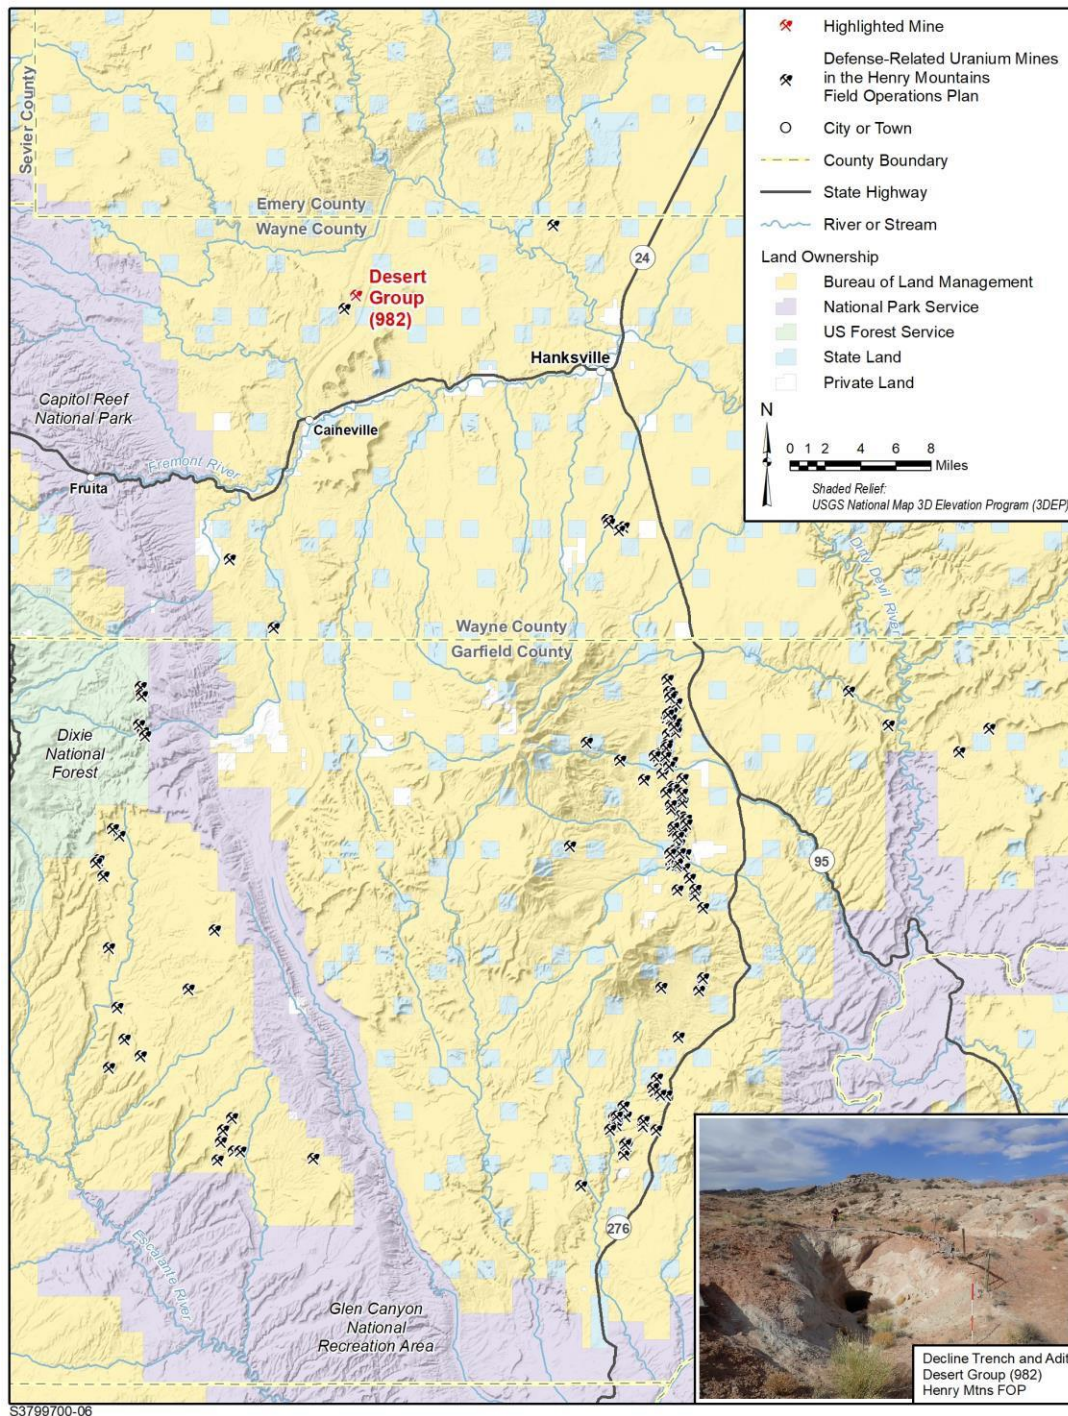 Highlighted Mine
Defense-Related Uranium Mines
in the Henry Mountains
Field Operations Plan
City or Town
County Boundary
State Highway
River or Stream
Land Ownership
Bureau of Land Management
National Park Service
US Forest Service
State Land
Private Land
N
0 1 2 4 6 8
Miles
Shaded Relief:
USGS National Map 3D Elevation Program (3DEP)
Sevier County
Emery County
Wayne County
24
Desert
Group
(982)
Hanksville
Capitol Reef
National Park
Caineville
Fremont River
Fruita
Dirty Devil River
Wayne County
Garfield County
Dixie
National
Forest
95
276
Escalante River
Glen Canyon
National
Recreation Area
Decline Trench and Adit
Desert Group (982)
Henry Mtns FOP
S3799700-06